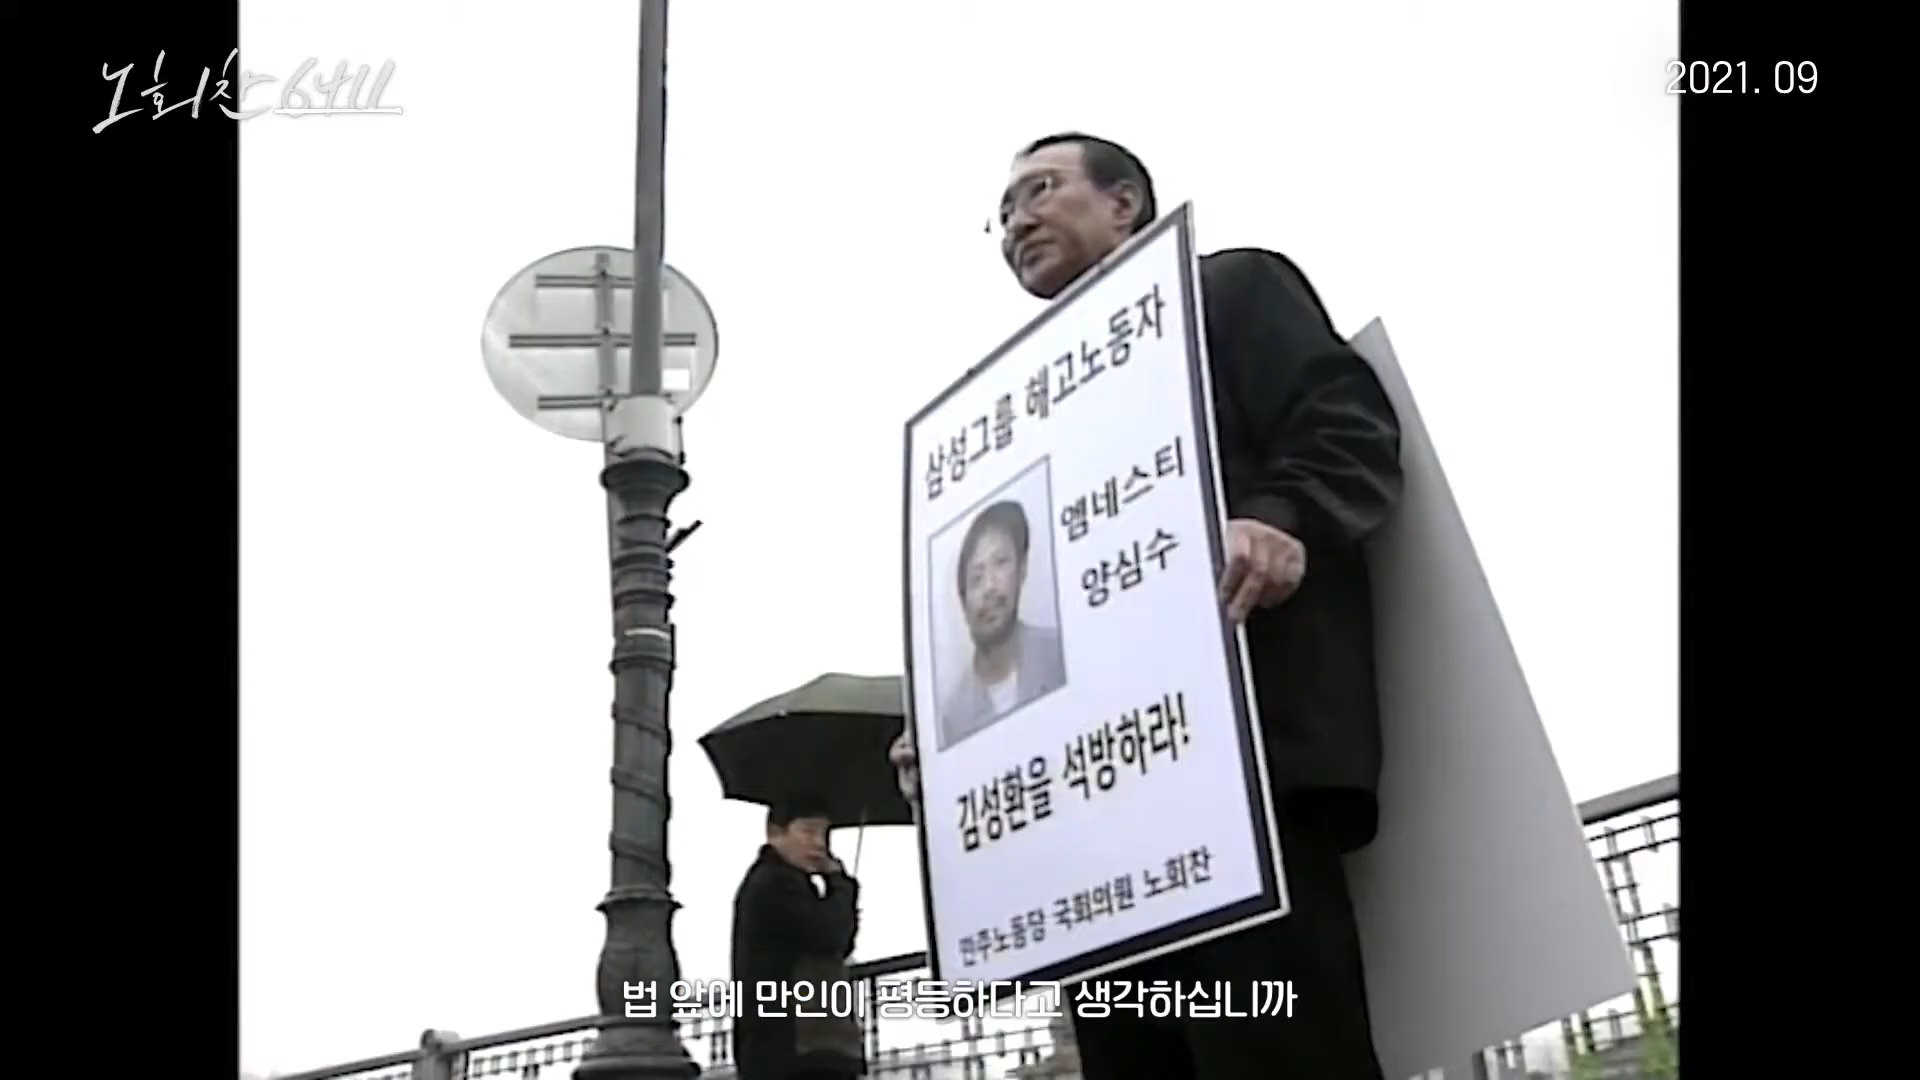 노회찬6411
2021. 09
삼성그룹 해고노동자
앰네스티
양심수
김성환을 석방하라!
민주노동당 국회의원 노회찬
법 앞에 만인이 평등하다고 생각하십니까